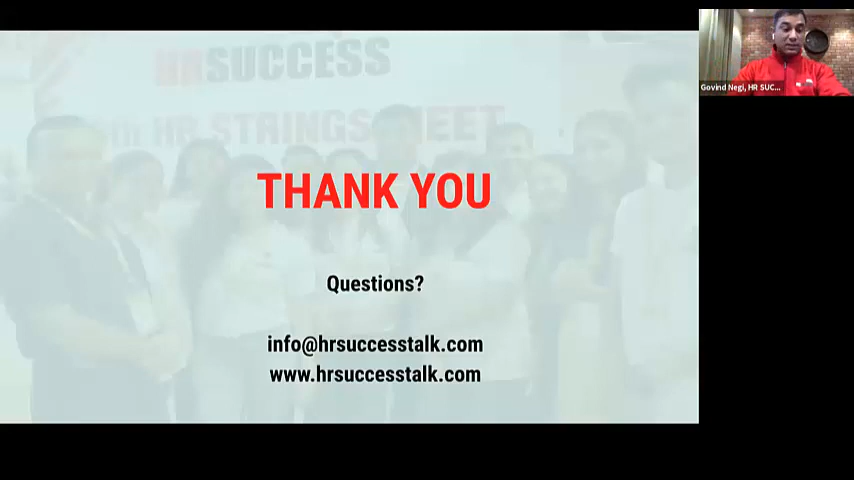 HRSUCCESS
HR STRINGS MEET
THANK YOU
Questions?
info@hrsuccesstalk.com
www.hrsuccesstalk.com
Govind Negi, HR SUC...